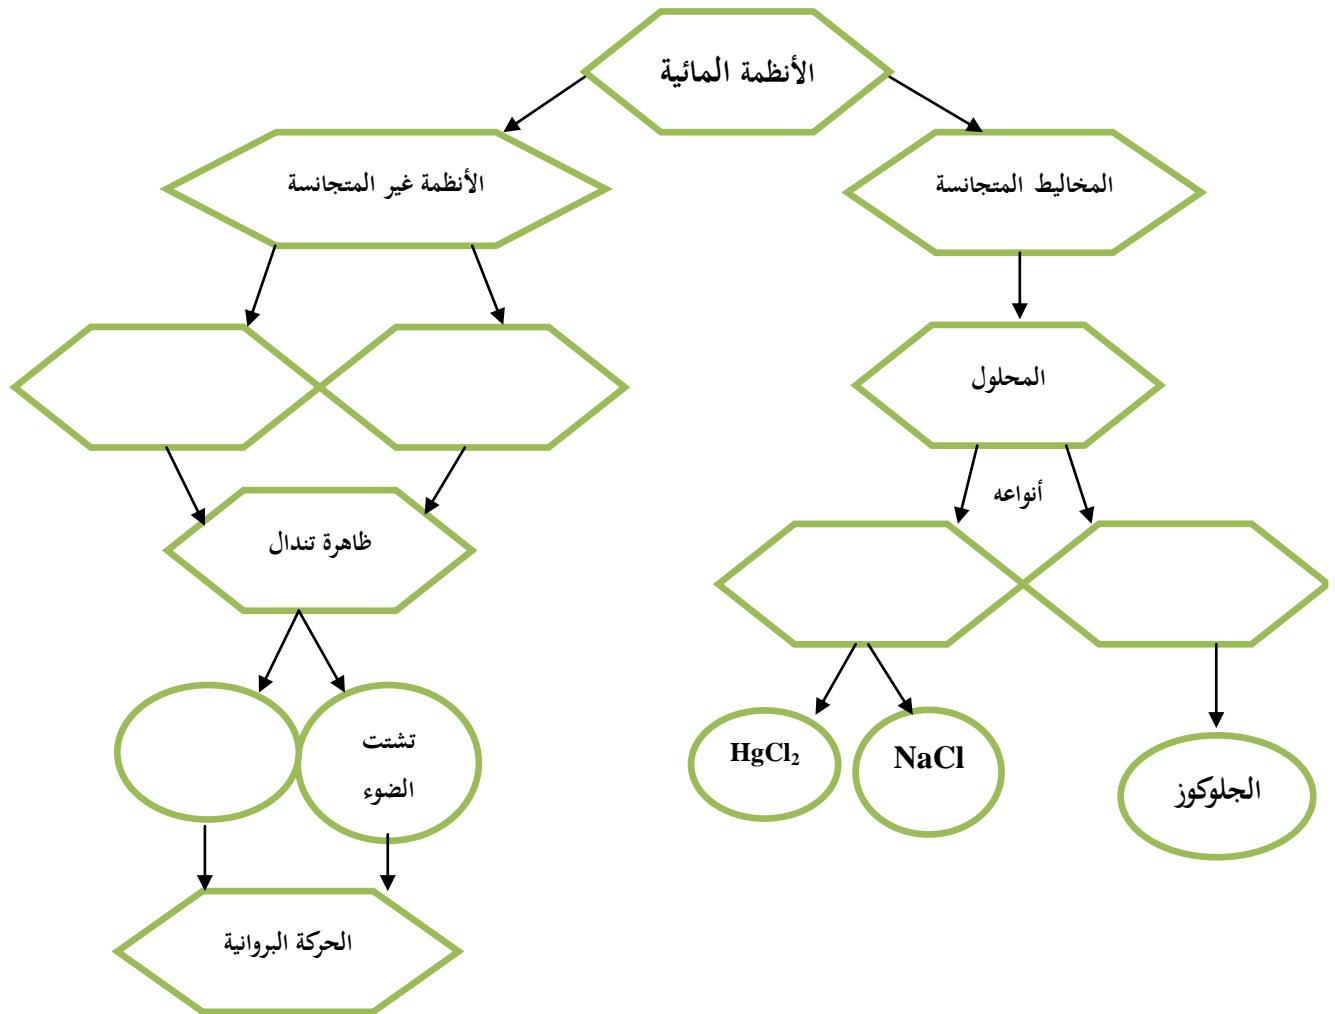 الأنظمة المائية
المخاليط المتجانسة
الأنظمة غير المتجانسة
المحلول
أنواعه
ظاهرة تندال
الجلوكوز
NaCl
HgCl₂
تشتت
الضوء
الحركة البروانية